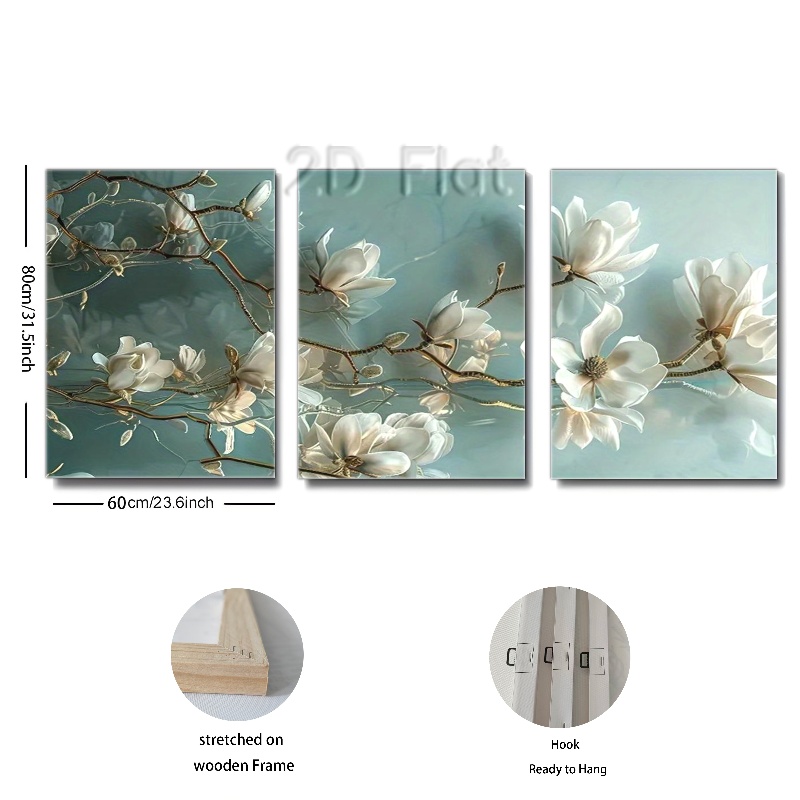 2D Flat
80cm/31.5inch
60cm/23.6inch
stretched on
wooden Frame
Hook
Ready to Hang